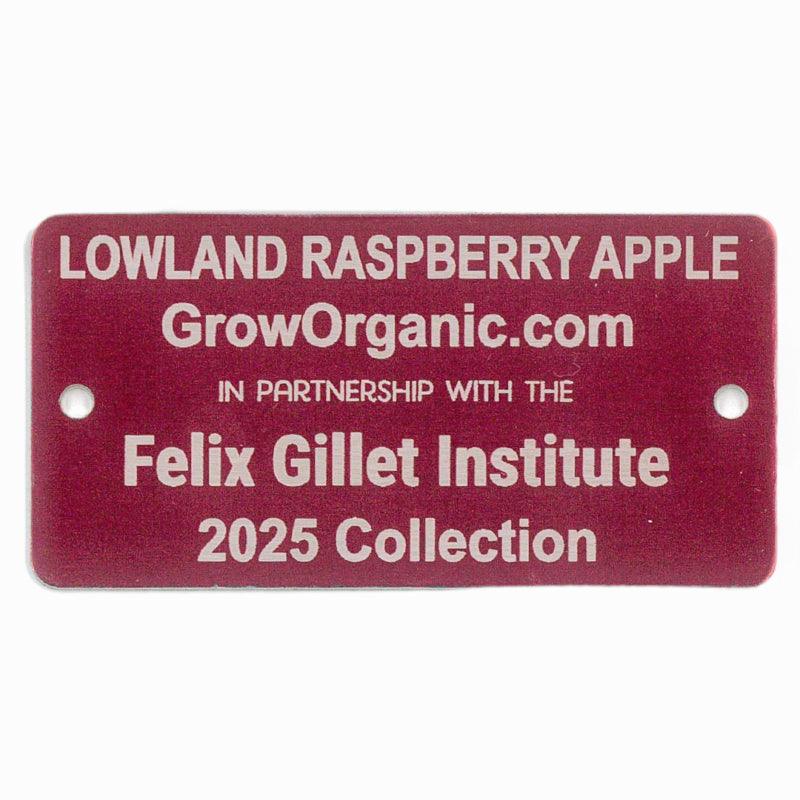 LOWLAND RASPBERRY APPLE
GrowOrganic.com
IN PARTNERSHIP WITH THE
Felix Gillet Institute
2025 Collection